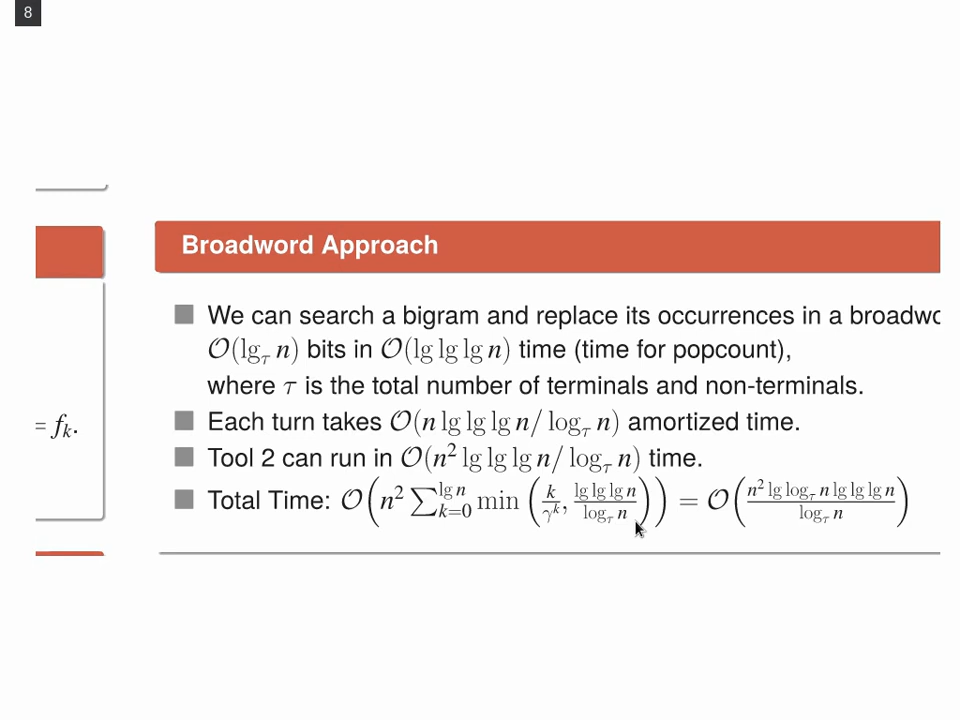 8
Broadword Approach
We can search a bigram and replace its occurrences in a
O(lg_τ n) bits in O(lg lg lg n) time (time for popcount),
where τ is the total number of terminals and non-terminals.
= f_k.
Each turn takes O(n lg lg lg n/ log_τ n) amortized time.
Tool 2 can run in O(n² lg lg lg n/ log_τ n) time.
Total Time: O(n² ∑_{k=0}^{lg n} min (k/γ^k, lg lg lg n/log_τ n)) = O(n² lg log_τ n lg lg lg n/log_τ n)